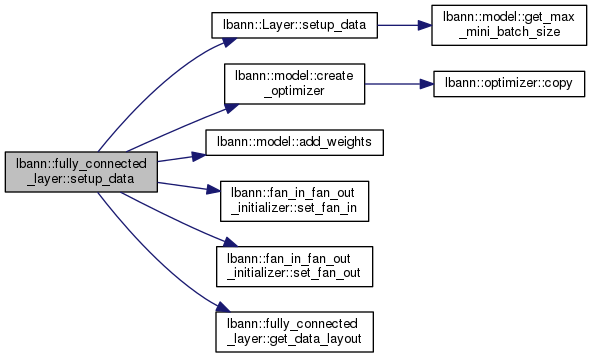 lbann::fully_connected
_layer::setup_data
lbann::Layer::setup_data
lbann::model::get_max
_mini_batch_size
lbann::model::create
_optimizer
lbann::optimizer::copy
lbann::model::add_weights
lbann::fan_in_fan_out
_initializer::set_fan_in
lbann::fan_in_fan_out
_initializer::set_fan_out
lbann::fully_connected
_layer::get_data_layout